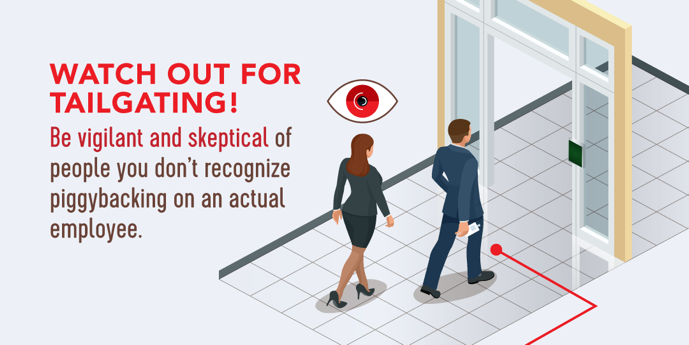 WATCH OUT FOR
TAILGATING!
Be vigilant and skeptical of
people you don't recognize
piggybacking on an actual
employee.